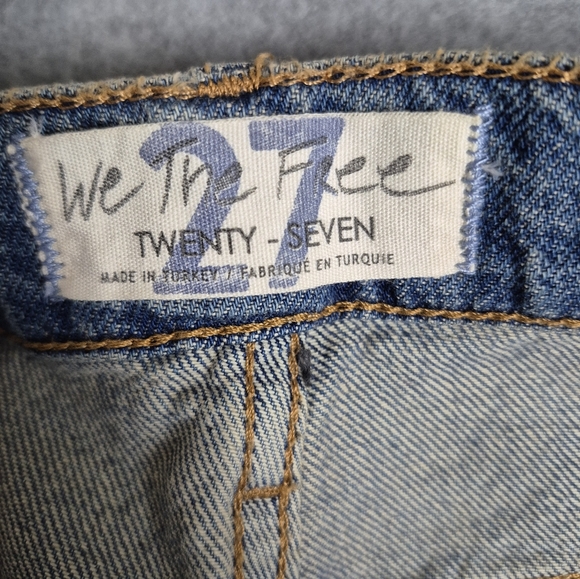 We The Free
27
TWENTY - SEVEN
MADE IN TURKEY / FABRIQUÉ EN TURQUIE